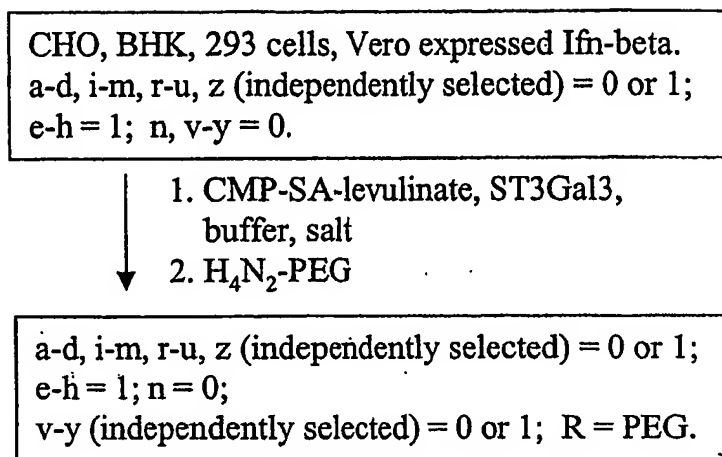 CHO, BHK, 293 cells, Vero expressed Ifn-beta.
a-d, i-m, r-u, z (independently selected) = 0 or 1;
e-h = 1; n, v-y = 0.
1. CMP-SA-levulinate, ST3Gal3,
buffer, salt
2. H₄N₂-PEG
a-d, i-m, r-u, z (independently selected) = 0 or 1;
e-h = 1; n = 0;
v-y (independently selected) = 0 or 1; R = PEG.